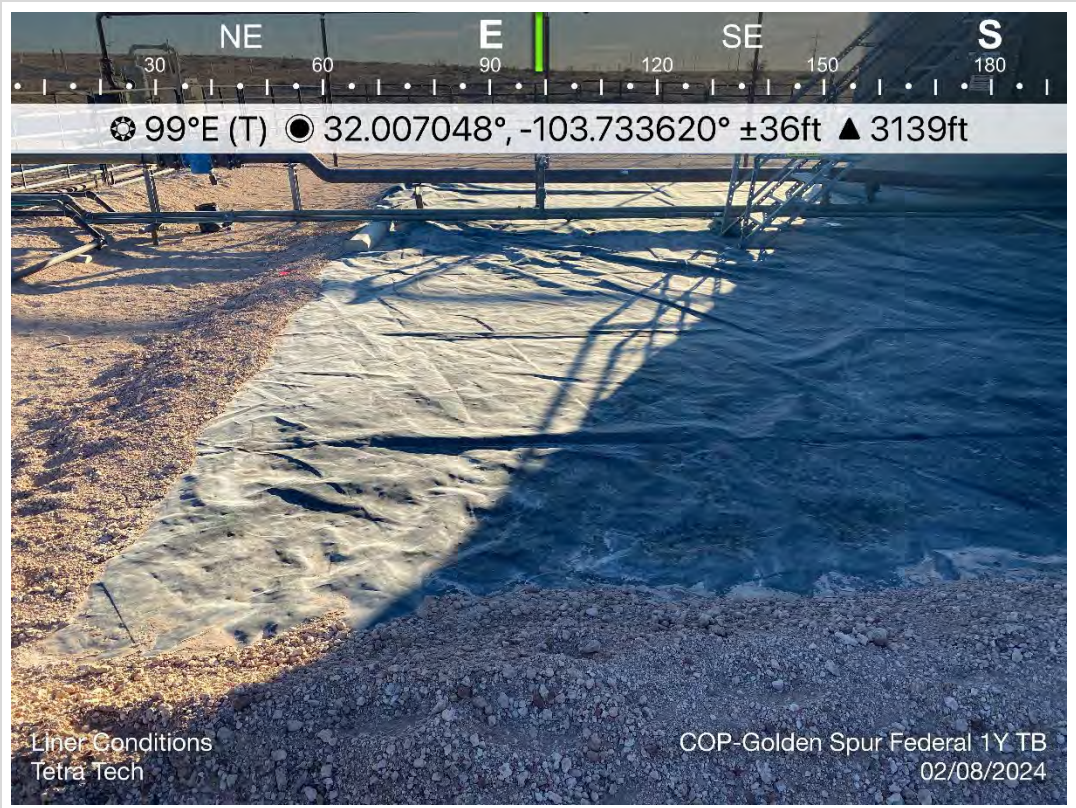 NE E SE S
30 60 90 120 150 180
99°E (T) 32.007048°, -103.733620° ±36ft ▲ 3139ft
Liner Conditions
Tetra Tech
COP-Golden Spur Federal 1Y TB
02/08/2024